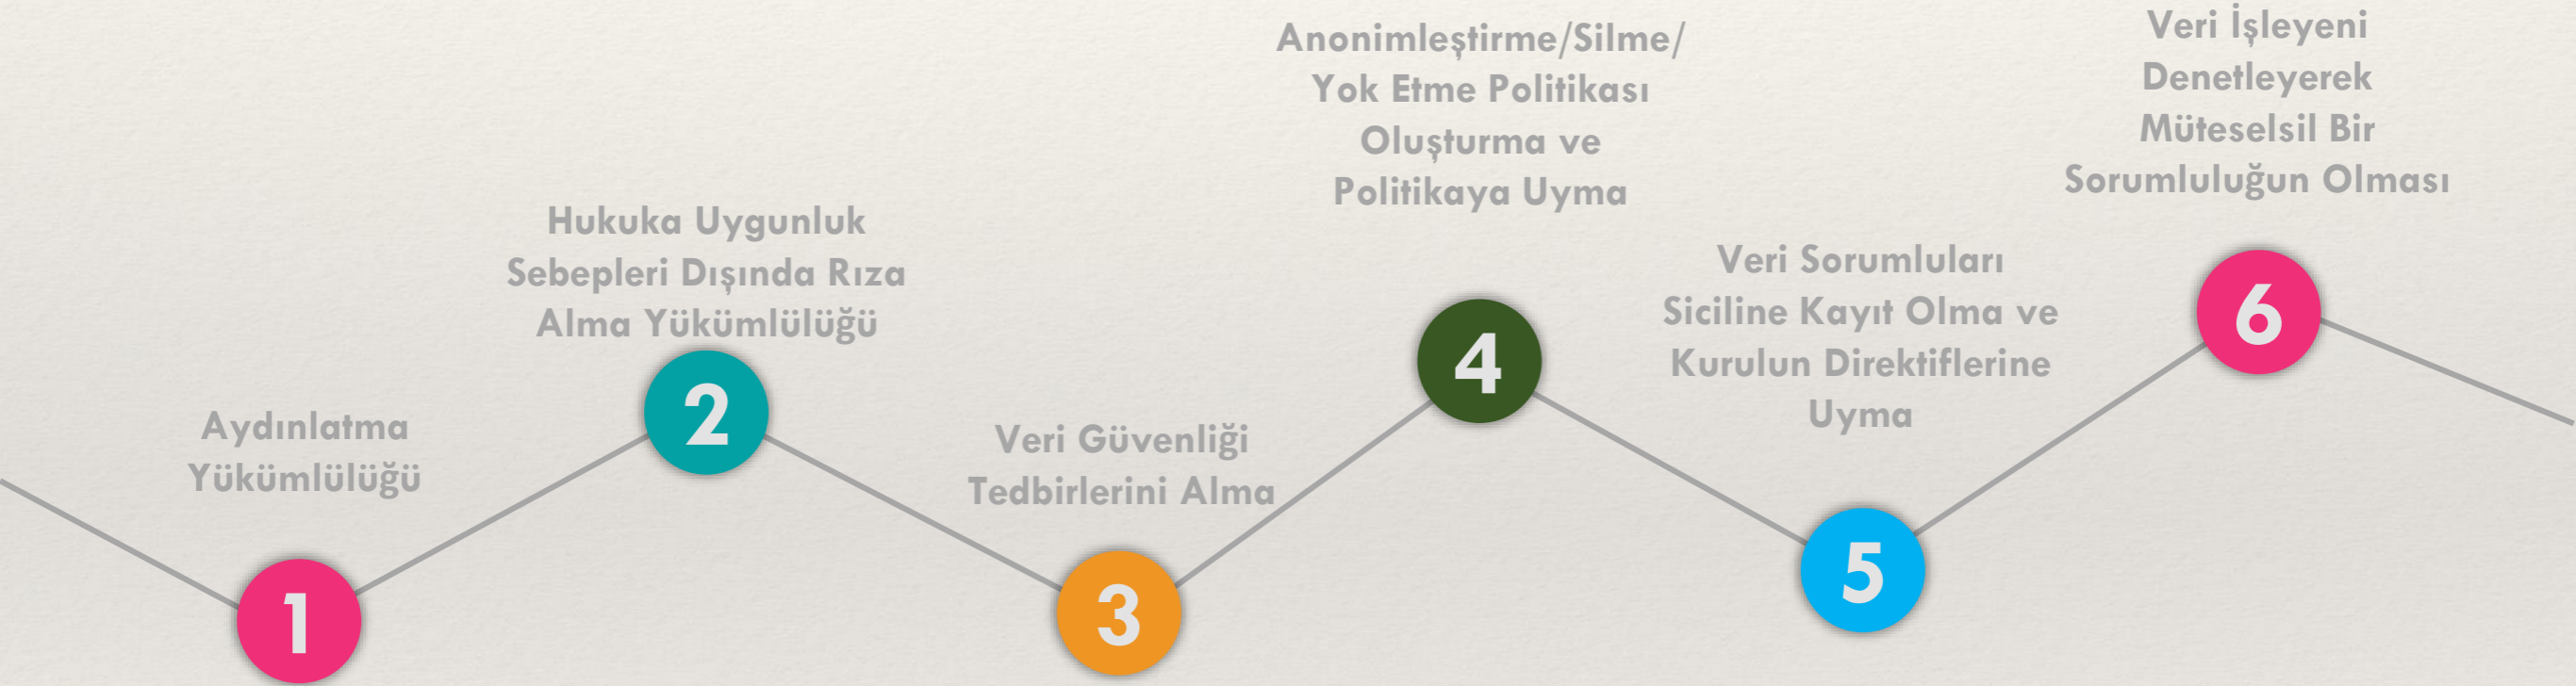 Aydınlatma
Yükümlülüğü
1
Hukuka Uygunluk
Sebepleri Dışında Rıza
Alma Yükümlülüğü
2
Veri Güvenliği
Tedbirlerini Alma
3
Anonimleştirme/Silme/
Yok Etme Politikası
Oluşturma ve
Politikaya Uyma
4
Veri Sorumluları
Siciline Kayıt Olma ve
Kurulun Direktiflerine
Uyma
5
Veri İşleyeni
Denetleyerek
Müteselsil Bir
Sorumluluğun Olması
6